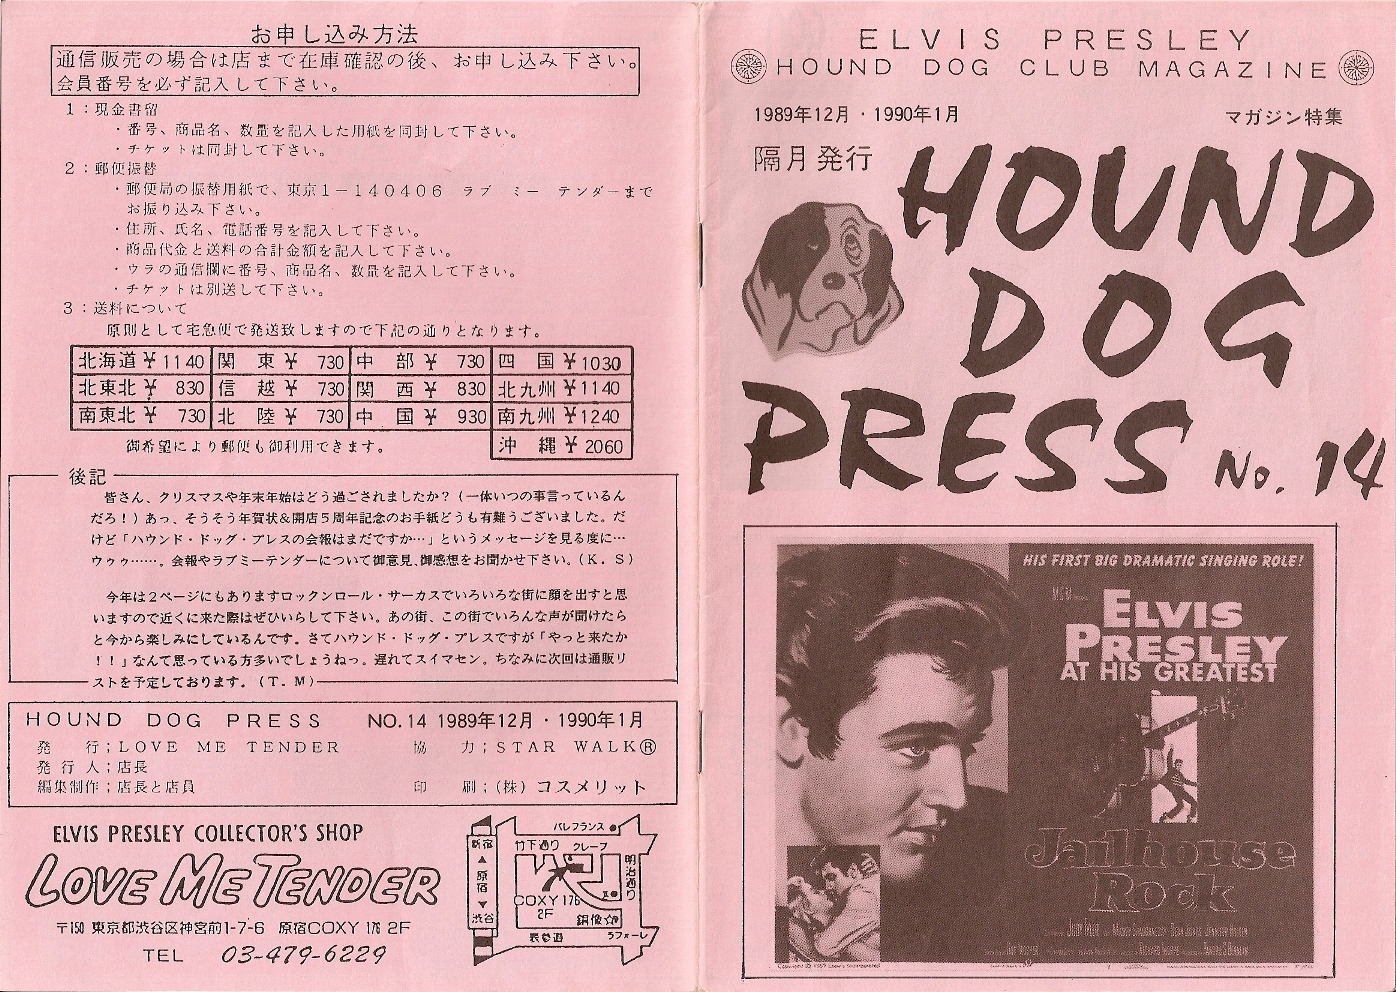 お申し込み方法
通信販売の場合は店まで在庫確認の後、お申し込み下さい。
会員番号を必ず記入して下さい。
1：現金書留
・番号、商品名、数量を記入した用紙を同封して下さい。
・チケットは同封して下さい。
2：郵便振替
・郵便局の振替用紙で、東京1－140406 ラブ ミー テンダーまで
お振り込み下さい。
・住所、氏名、電話番号を記入して下さい。
・商品代金と送料の合計金額を記入して下さい。
・ウラの通信欄に番号、商品名、数量を記入して下さい。
・チケットは別送して下さい。
3：送料について
原則として宅急便で発送致しますので下記の通りとなります。
北海道¥1140 関東¥730 中部¥730 四国¥1030
北東北¥830 信越¥730 関西¥830 北九州¥1140
南東北¥730 北陸¥730 中国¥930 南九州¥1240
御希望により郵便も御利用できます。 沖縄¥2060
後記
皆さん、クリスマスや年末年始はどう過ごされましたか？（一体いつの事言っているん
だろ！）あっ、そうそう年賀状＆開店5周年記念のお手紙どうも有難うございました。だ
けど「ハウンド・ドッグ・プレスの会報はまだですか…」というメッセージを見る度に…
ウゥゥ……。会報やラブミーテンダーについて御意見、御感想をお聞かせ下さい。（K．S）
今年は2ページにもありますロックンロール・サーカスでいろいろな街に顔を出すと思
いますので近くに来た際はぜひいらして下さい。あの街、この街でいろんな声が聞けたら
と今から楽しみにしているんです。さてハウンド・ドッグ・プレスですが「やっと来たか
！！」なんて思っている方多いでしょうねっ。遅れてスイマセン。ちなみに次回は通販リ
ストを予定しております。（T．M）
HOUND DOG PRESS NO.14 1989年12月・1990年1月
発行；LOVE ME TENDER 協力；STAR WALK®
発行人；店長
編集制作；店長と店員 印刷；（株）コスメリット
ELVIS PRESLEY COLLECTOR'S SHOP
LOVE ME TENDER
〒150 東京都渋谷区神宮前1-7-6 原宿COXY 176 2F
TEL 03-479-6229
新宿
▲
原宿
▼
渋谷
パレフランス
竹下通り クレープ
明治通り
COXY 176
2F
銅像☆
表参道 ラフォーレ
ELVIS PRESLEY
HOUND DOG CLUB MAGAZINE
1989年12月・1990年1月 マガジン特集
隔月発行
HOUND
DOG
PRESS No. 14
HIS FIRST BIG DRAMATIC SINGING ROLE!
ELVIS
PRESLEY
AT HIS GREATEST
Jailhouse
Rock